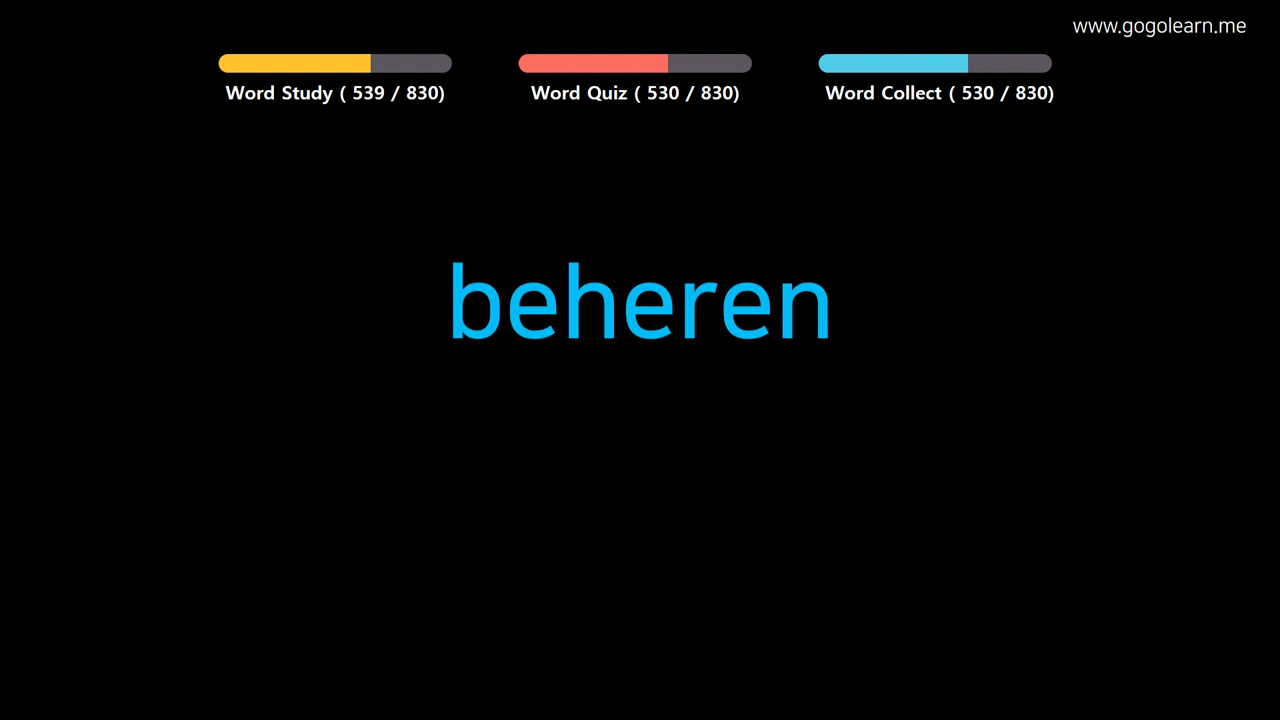 www.gogolearn.me
Word Study ( 539 / 830)
Word Quiz ( 530 / 830)
Word Collect ( 530 / 830)
beheren